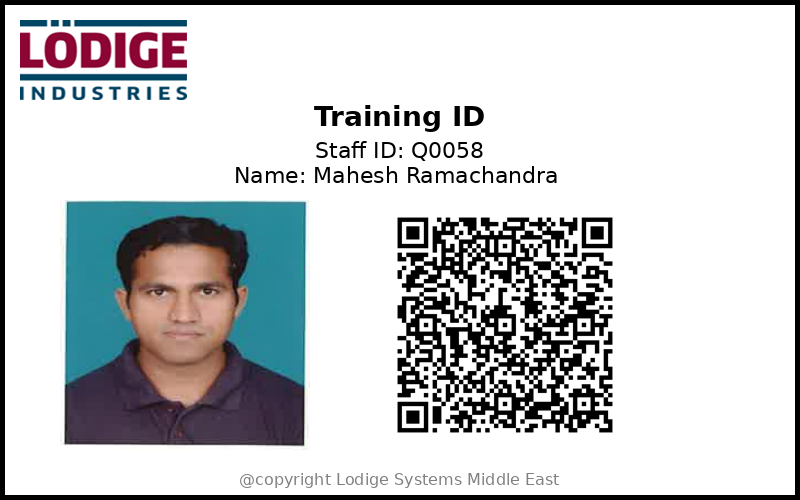 LÖDIGE
INDUSTRIES
Training ID
Staff ID: Q0058
Name: Mahesh Ramachandra
@copyright Lodige Systems Middle East